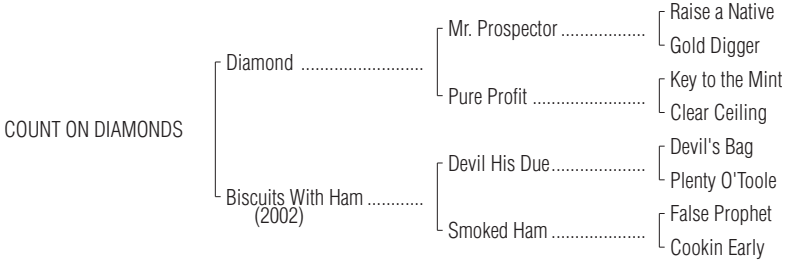 Raise a Native
Mr. Prospector ...................
Gold Digger
Diamond ..........................
Key to the Mint
Pure Profit ........................
Clear Ceiling
COUNT ON DIAMONDS
Devil's Bag
Devil His Due....................
Plenty O'Toole
Biscuits With Ham ............
(2002)
False Prophet
Smoked Ham ....................
Cookin Early